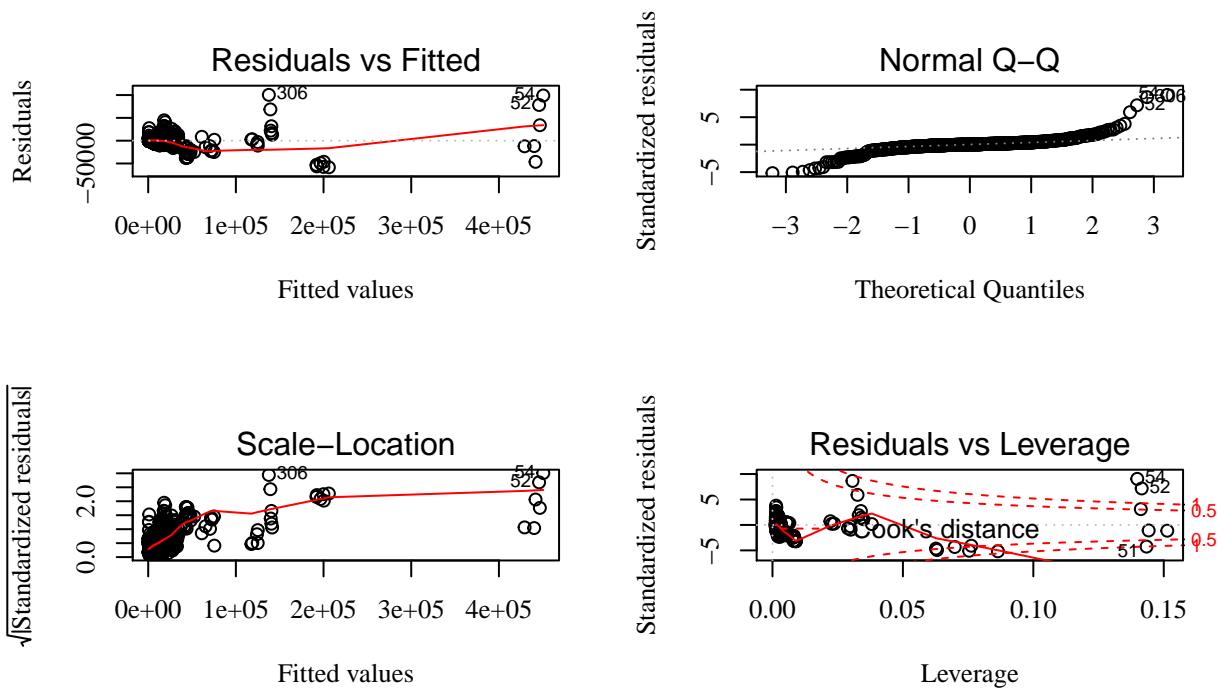 Residuals vs Fitted
Residuals
−50000
306
54
52
0e+00 1e+05 2e+05 3e+05 4e+05
Fitted values
Normal Q−Q
Standardized residuals
−5 5
54
306
52
−3 −2 −1 0 1 2 3
Theoretical Quantiles
Scale−Location
√|Standardized residuals|
0.0 2.0
306
54
52
0e+00 1e+05 2e+05 3e+05 4e+05
Fitted values
Residuals vs Leverage
Standardized residuals
−5 5
54
52
51
Cook's distance
1
0.5
0.5
1
0.00 0.05 0.10 0.15
Leverage